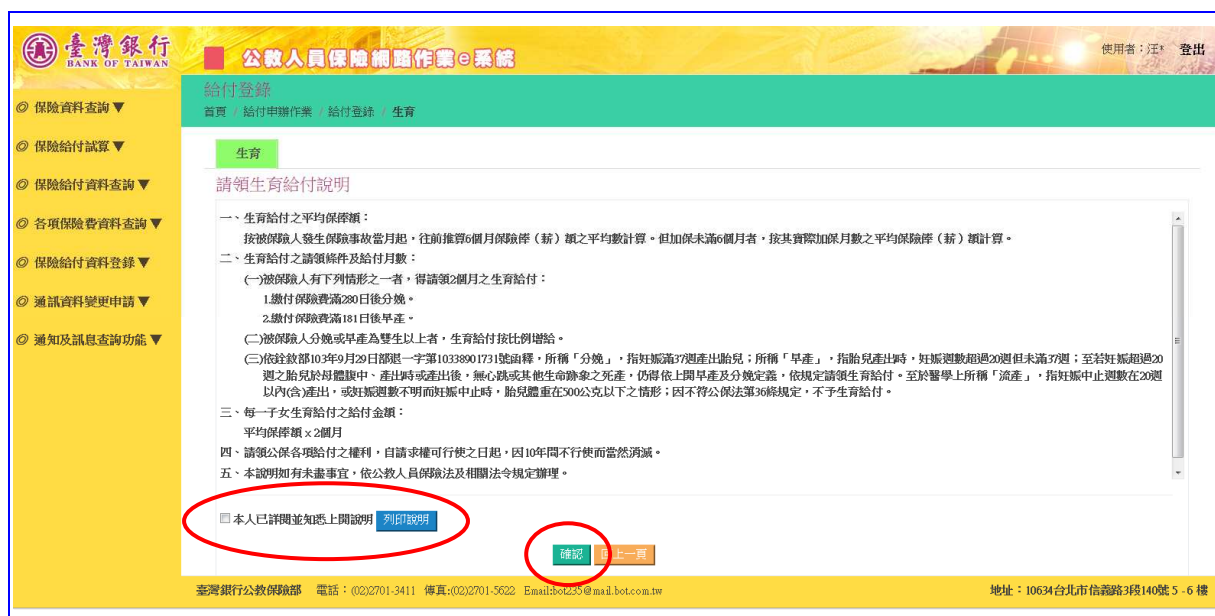 臺灣銀行
BANK OF TAIWAN
公教人員保險網路作業e系統
使用者:汪* 登出
給付登錄
首頁 / 給付申辦作業 / 給付登錄 / 生育
◎ 保險資料查詢▼
◎ 保險給付試算▼
◎ 保險給付資料查詢▼
◎ 各項保險費資料查詢▼
◎ 保險給付資料登錄▼
◎ 通訊資料變更申請▼
◎ 通知及訊息查詢功能▼
生育
請領生育給付說明
一、生育給付之平均保俸額:
按被保險人發生保險事故當月起,往前推算6個月保險俸(薪)額之平均數計算。但加保未滿6個月者,按其實際加保月數之平均保險俸(薪)額計算。
二、生育給付之請領條件及給付月數:
(一)被保險人有下列情形之一者,得請領2個月之生育給付:
1.繳付保險費滿280日後分娩。
2.繳付保險費滿181日後早產。
(二)被保險人分娩或早產為雙生以上者,生育給付按比例增給。
(三)依銓敘部103年9月29日部退一字第10338901731號函釋,所稱「分娩」,指妊娠滿37週產出胎兒;所稱「早產」,指胎兒產出時,妊娠週數超過20週但未滿37週;至若妊娠超過20
週之胎兒於母體腹中、產出時或產出後,無心跳或其他生命跡象之死產,仍得依上開早產及分娩定義,依規定請領生育給付。至於醫學上所稱「流產」,指妊娠中止週數在20週
以內(含)產出,或妊娠週數不明而妊娠中止時,胎兒體重在500公克以下之情形;因不符公保法第36條規定,不予生育給付。
三、每一子女生育給付之給付金額:
平均保俸額 x 2個月
四、請領公保各項給付之權利,自請求權可行使之日起,因10年間不行使而當然消滅。
五、本說明如有未盡事宜,依公教人員保險法及相關法令規定辦理。
本人已詳閱並知悉上開說明 列印說明
確認 回上一頁
臺灣銀行公教保險部 電話:(02)2701-3411 傳真:(02)2701-5622 Email:bot235@mail.bot.com.tw 地址:10634台北市信義路3段140號 5 - 6 樓